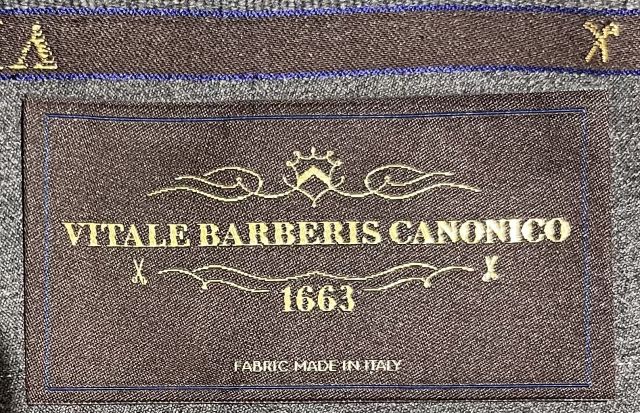 VITALE BARBERIS CANONICO
1663
FABRIC MADE IN ITALY